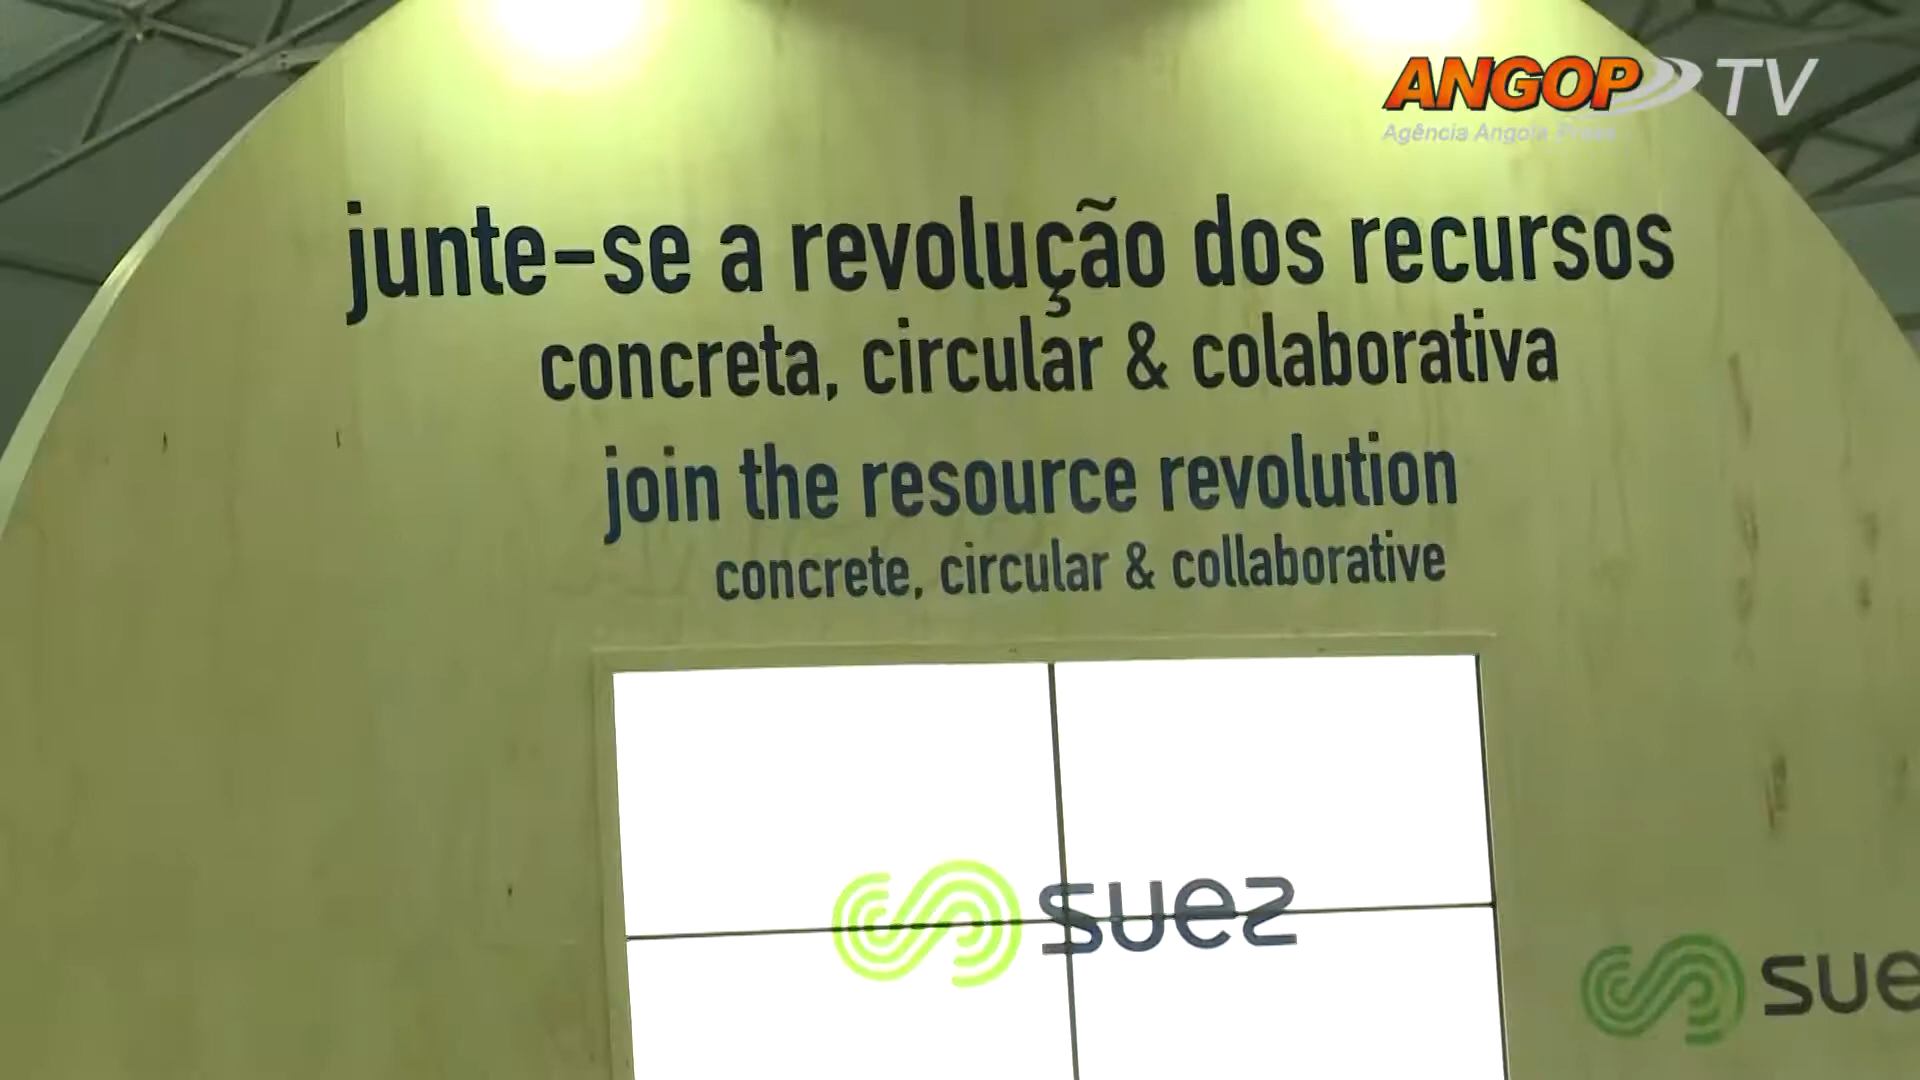 ANGOP TV
Agência Angola Press
junte-se a revolução dos recursos
concreta, circular & colaborativa
join the resource revolution
concrete, circular & collaborative
suez
sue